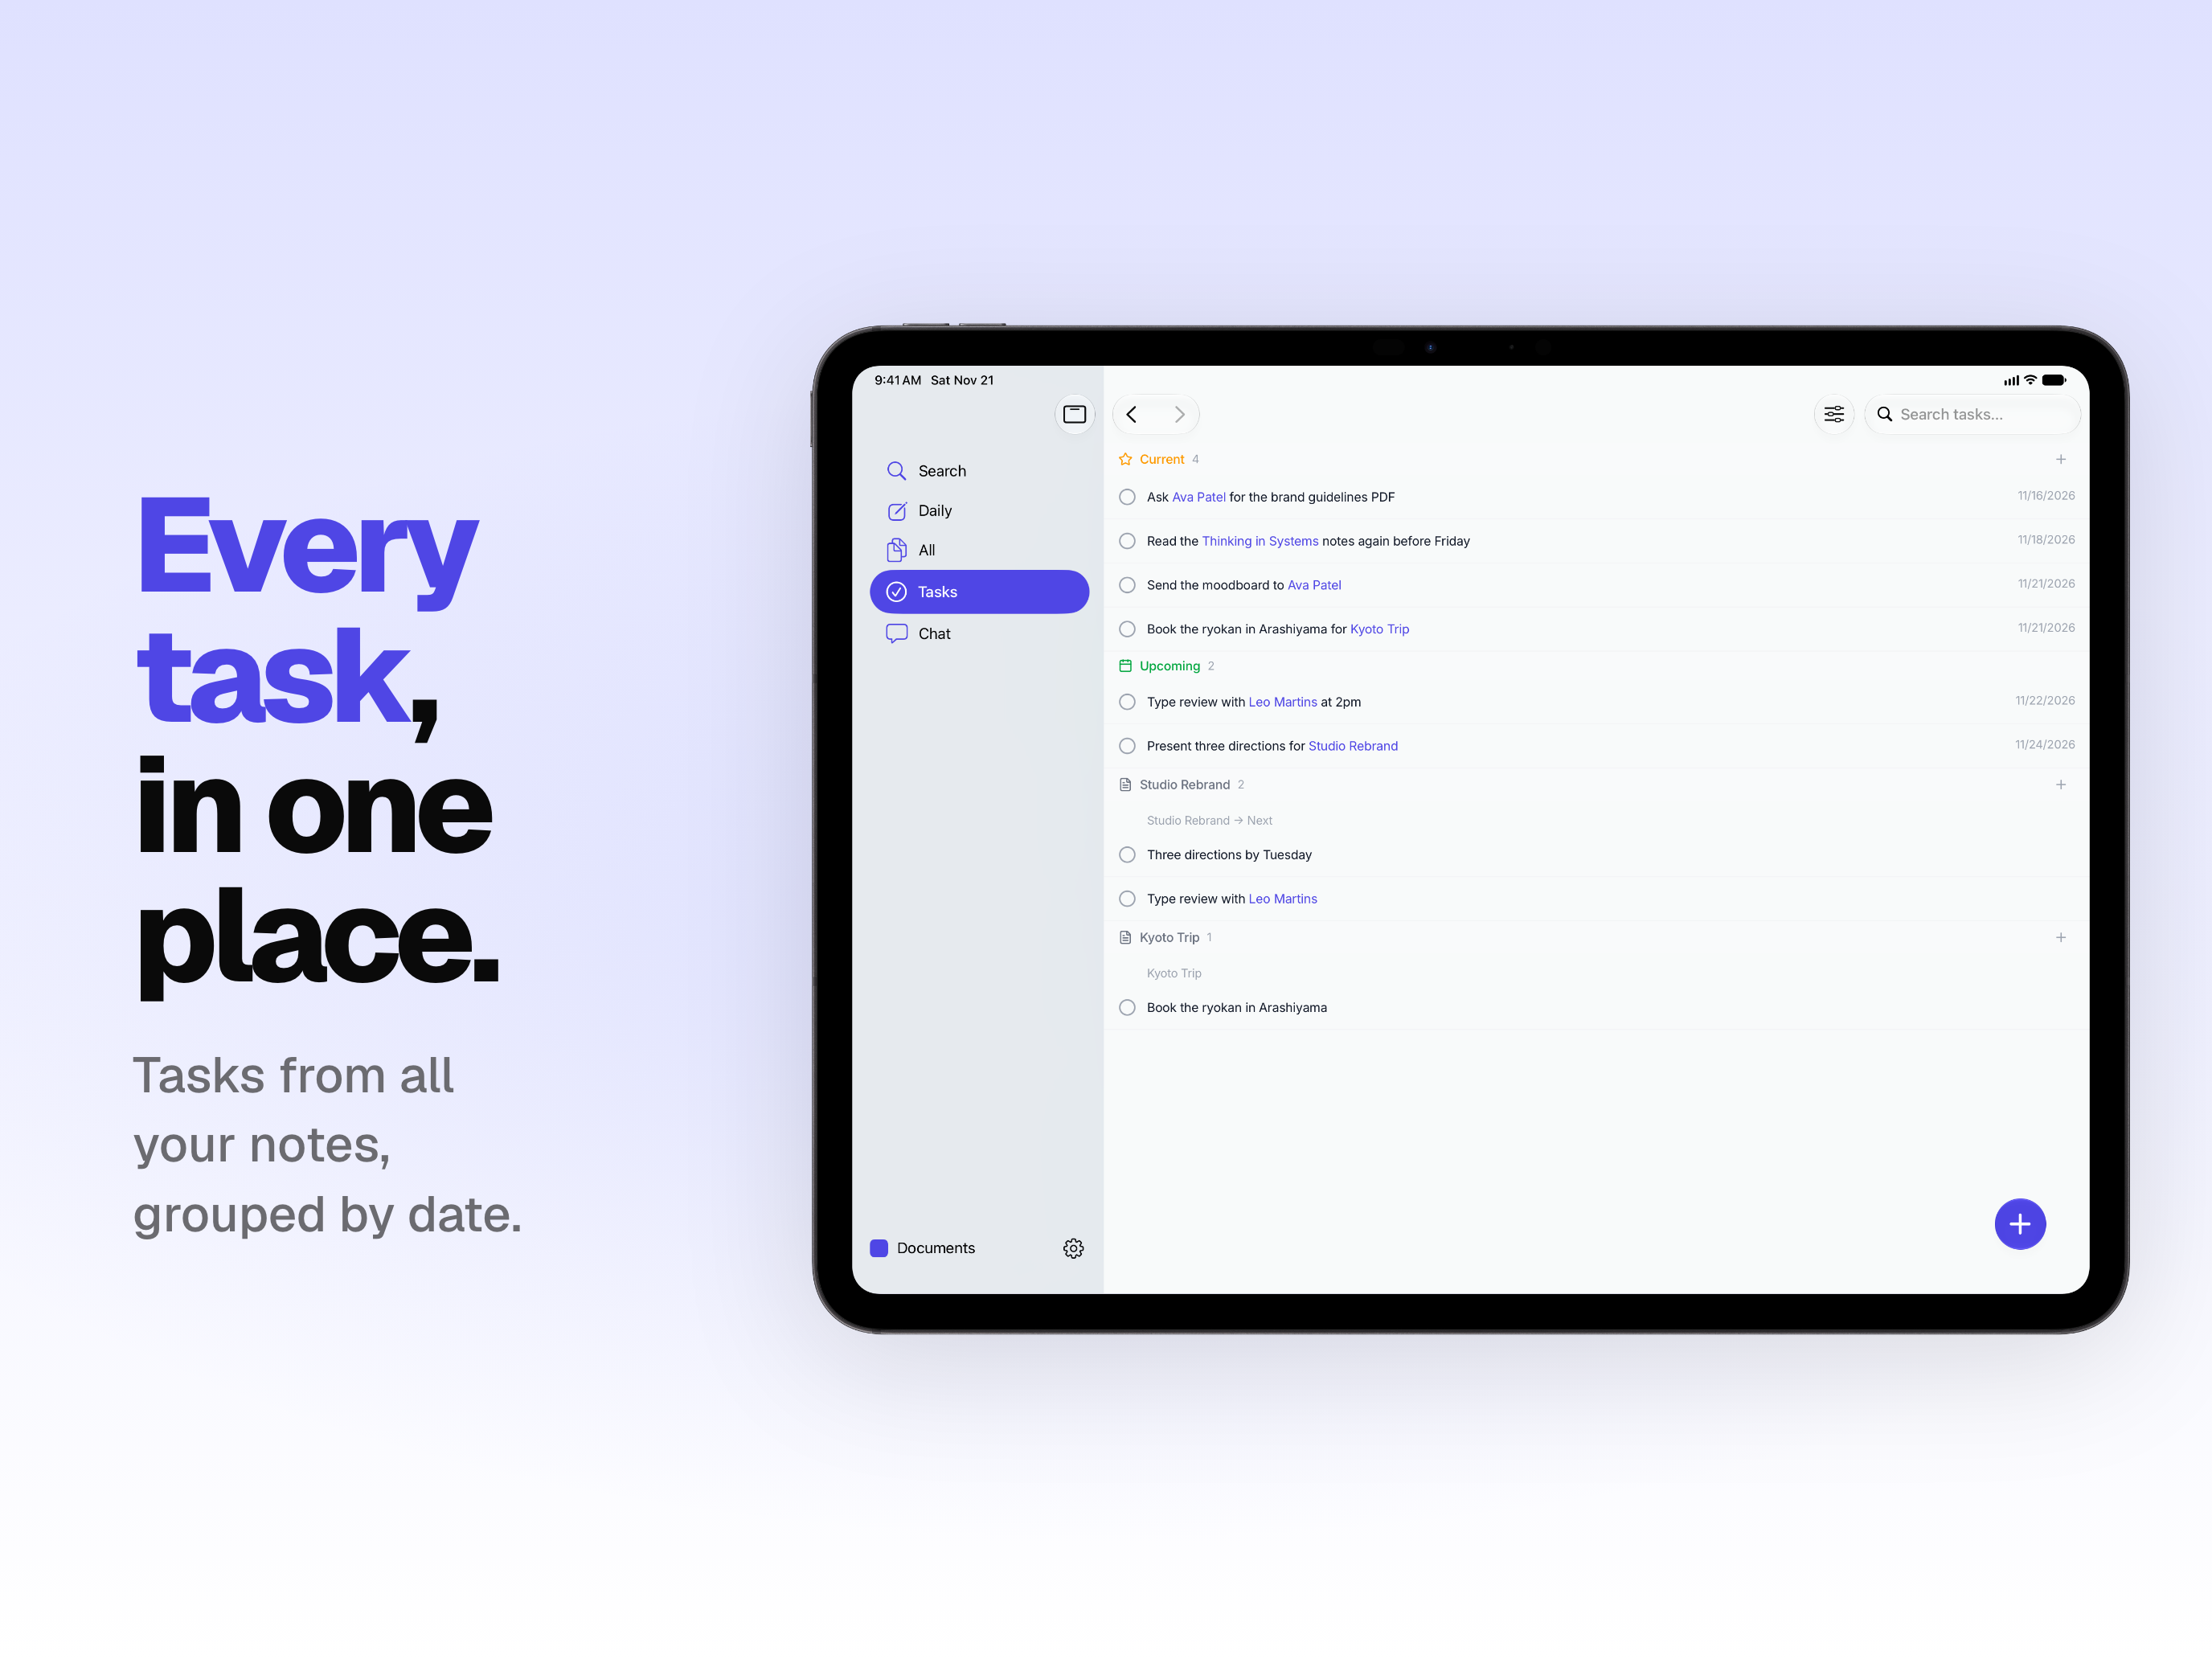 Every
task,
in one
place.
Tasks from all
your notes,
grouped by date.
9:41 AM Sat Nov 21
Search tasks...
Search
Daily
All
Tasks
Chat
Documents
Current 4
Ask Ava Patel for the brand guidelines PDF 11/16/2026
Read the Thinking in Systems notes again before Friday 11/18/2026
Send the moodboard to Ava Patel 11/21/2026
Book the ryokan in Arashiyama for Kyoto Trip 11/21/2026
Upcoming 2
Type review with Leo Martins at 2pm 11/22/2026
Present three directions for Studio Rebrand 11/24/2026
Studio Rebrand 2
Studio Rebrand → Next
Three directions by Tuesday
Type review with Leo Martins
Kyoto Trip 1
Kyoto Trip
Book the ryokan in Arashiyama